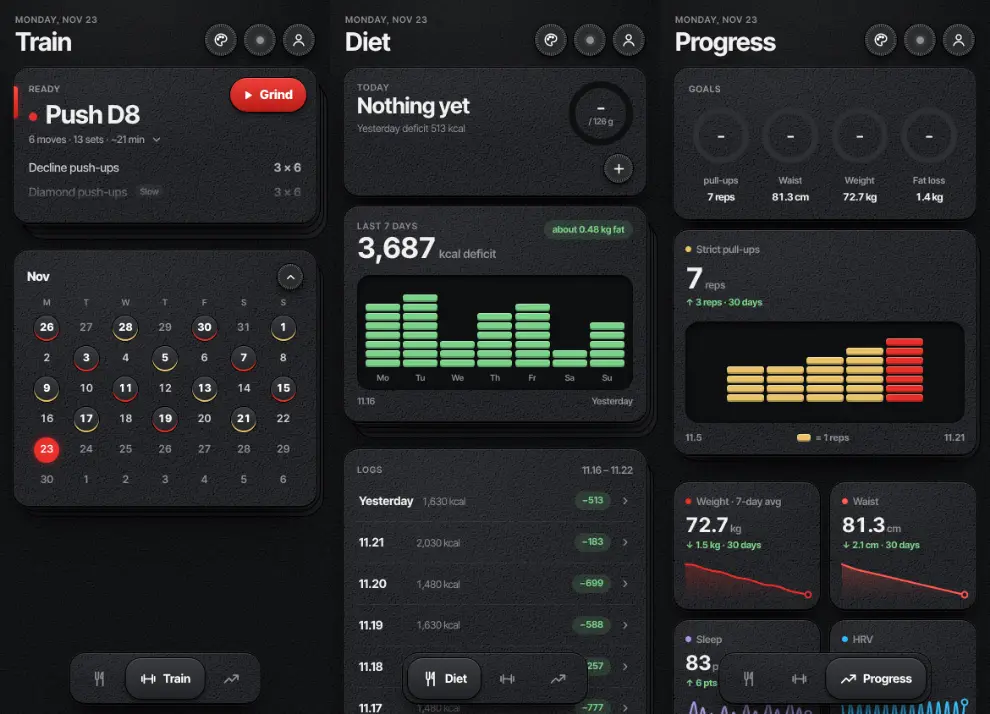 MONDAY, NOV 23
Train
READY
Grind
Push D8
6 moves · 13 sets · ~21 min
Decline push-ups 3 × 6
Diamond push-ups Slow 3 × 6
Nov
M T W T F S S
26 27 28 29 30 31 1
2 3 4 5 6 7 8
9 10 11 12 13 14 15
16 17 18 19 20 21 22
23 24 25 26 27 28 29
30 1 2 3 4 5 6
Train
MONDAY, NOV 23
Diet
TODAY
Nothing yet
Yesterday deficit 513 kcal
-
/ 126 g
LAST 7 DAYS
about 0.48 kg fat
3,687 kcal deficit
Mo Tu We Th Fr Sa Su
11.16 Yesterday
LOGS 11.16 – 11.22
Yesterday 1,630 kcal −513
11.21 2,030 kcal −183
11.20 1,480 kcal −699
11.19 1,630 kcal −588
11.18 257
11.17 1,480 kcal −777
Diet
MONDAY, NOV 23
Progress
GOALS
- - - -
pull-ups Waist Weight Fat loss
7 reps 81.3 cm 72.7 kg 1.4 kg
Strict pull-ups
7 reps
↑ 3 reps · 30 days
11.5 = 1 reps 11.21
Weight · 7-day avg
72.7 kg
↓ 1.5 kg · 30 days
Waist
81.3 cm
↓ 2.1 cm · 30 days
Sleep
83 p
↑ 6 pts
HRV
Progress